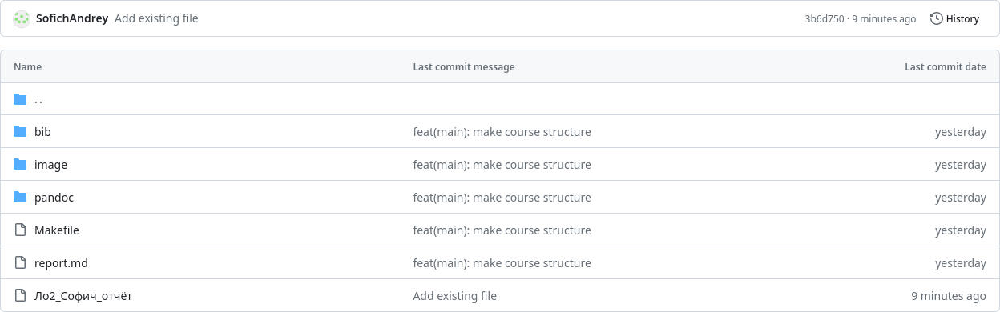 SofichAndrey Add existing file 3b6d750 · 9 minutes ago History
Name Last commit message Last commit date
..
bib feat(main): make course structure yesterday
image feat(main): make course structure yesterday
pandoc feat(main): make course structure yesterday
Makefile feat(main): make course structure yesterday
report.md feat(main): make course structure yesterday
Ло2_Софич_отчёт Add existing file 9 minutes ago